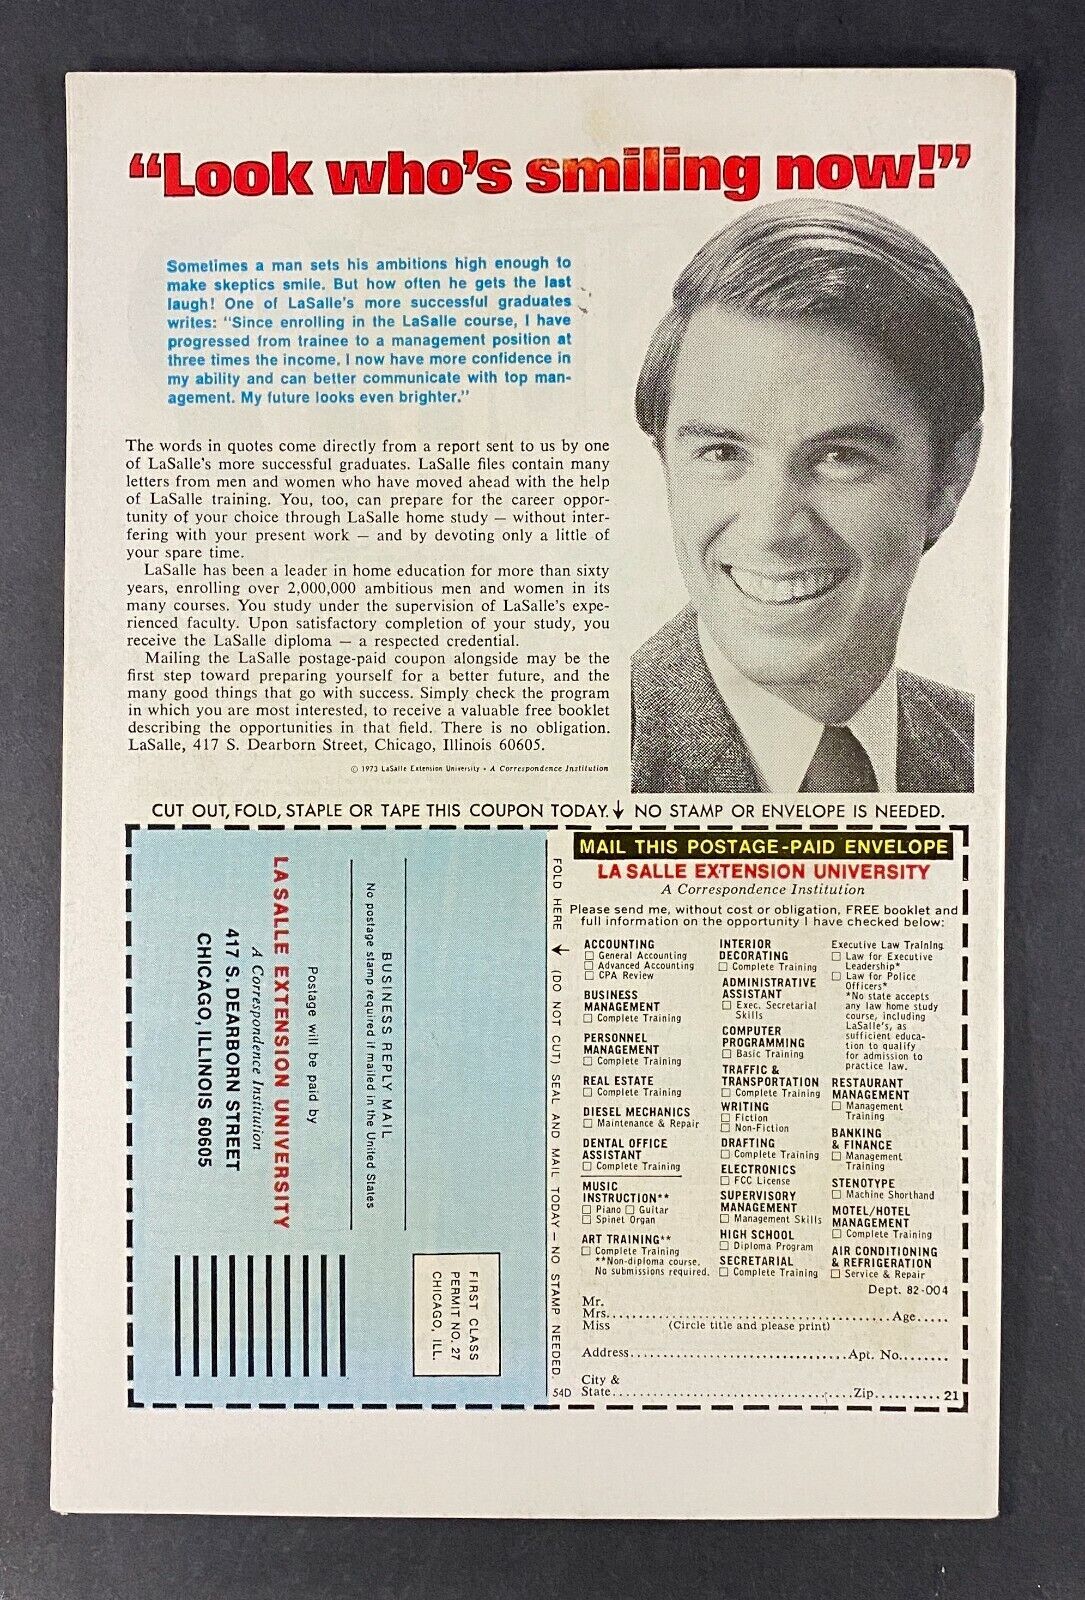 “Look who’s smiling now!”
Sometimes a man sets his ambitions high enough to
make skeptics smile. But how often he gets the last
laugh! One of LaSalle's more successful graduates
writes: "Since enrolling in the LaSalle course, I have
progressed from trainee to a management position at
three times the income. I now have more confidence in
my ability and can better communicate with top man-
agement. My future looks even brighter."
The words in quotes come directly from a report sent to us by one
of LaSalle's more successful graduates. LaSalle files contain many
letters from men and women who have moved ahead with the help
of LaSalle training. You, too, can prepare for the career oppor-
tunity of your choice through LaSalle home study — without inter-
fering with your present work — and by devoting only a little of
your spare time.
LaSalle has been a leader in home education for more than sixty
years, enrolling over 2,000,000 ambitious men and women in its
many courses. You study under the supervision of LaSalle's expe-
rienced faculty. Upon satisfactory completion of your study, you
receive the LaSalle diploma — a respected credential.
Mailing the LaSalle postage-paid coupon alongside may be the
first step toward preparing yourself for a better future, and the
many good things that go with success. Simply check the program
in which you are most interested, to receive a valuable free booklet
describing the opportunities in that field. There is no obligation.
LaSalle, 417 S. Dearborn Street, Chicago, Illinois 60605.
© 1973 LaSalle Extension University • A Correspondence Institution
CUT OUT, FOLD, STAPLE OR TAPE THIS COUPON TODAY.↓ NO STAMP OR ENVELOPE IS NEEDED.
FIRST CLASS
PERMIT NO. 27
CHICAGO, ILL.
BUSINESS REPLY MAIL
No postage stamp required if mailed in the United States
Postage will be paid by
LA SALLE EXTENSION UNIVERSITY
A Correspondence Institution
417 S. DEARBORN STREET
CHICAGO, ILLINOIS 60605
FOLD HERE ← (DO NOT CUT) SEAL AND MAIL TODAY — NO STAMP NEEDED.
54D
MAIL THIS POSTAGE-PAID ENVELOPE
LA SALLE EXTENSION UNIVERSITY
A Correspondence Institution
Please send me, without cost or obligation, FREE booklet and
full information on the opportunity I have checked below:
ACCOUNTING
☐ General Accounting
☐ Advanced Accounting
☐ CPA Review
BUSINESS
MANAGEMENT
☐ Complete Training
PERSONNEL
MANAGEMENT
☐ Complete Training
REAL ESTATE
☐ Complete Training
DIESEL MECHANICS
☐ Maintenance & Repair
DENTAL OFFICE
ASSISTANT
☐ Complete Training
MUSIC
INSTRUCTION**
☐ Piano ☐ Guitar
☐ Spinet Organ
ART TRAINING**
☐ Complete Training
**Non-diploma course.
No submissions required.
INTERIOR
DECORATING
☐ Complete Training
ADMINISTRATIVE
ASSISTANT
☐ Exec. Secretarial
Skills
COMPUTER
PROGRAMMING
☐ Basic Training
TRAFFIC &
TRANSPORTATION
☐ Complete Training
WRITING
☐ Fiction
☐ Non-Fiction
DRAFTING
☐ Complete Training
ELECTRONICS
☐ FCC License
SUPERVISORY
MANAGEMENT
☐ Management Skills
HIGH SCHOOL
☐ Diploma Program
SECRETARIAL
☐ Complete Training
Executive Law Training
☐ Law for Executive
Leadership*
☐ Law for Police
Officers*
*No state accepts
any law home study
course, including
LaSalle's, as
sufficient educa-
tion to qualify
for admission to
practice law.
RESTAURANT
MANAGEMENT
☐ Management
Training
BANKING
& FINANCE
☐ Management
Training
STENOTYPE
☐ Machine Shorthand
MOTEL/HOTEL
MANAGEMENT
☐ Complete Training
AIR CONDITIONING
& REFRIGERATION
☐ Service & Repair
Dept. 82-004
Mr.
Mrs. Age
Miss (Circle title and please print)
Address Apt. No.
City &
State Zip 21